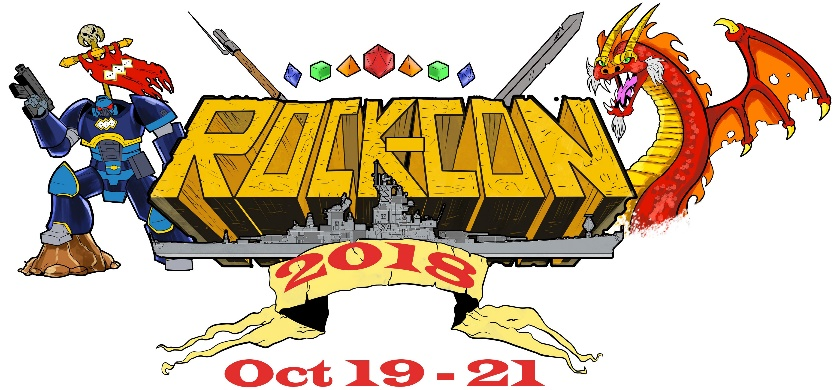 ROCK-CON
2018
Oct 19 - 21